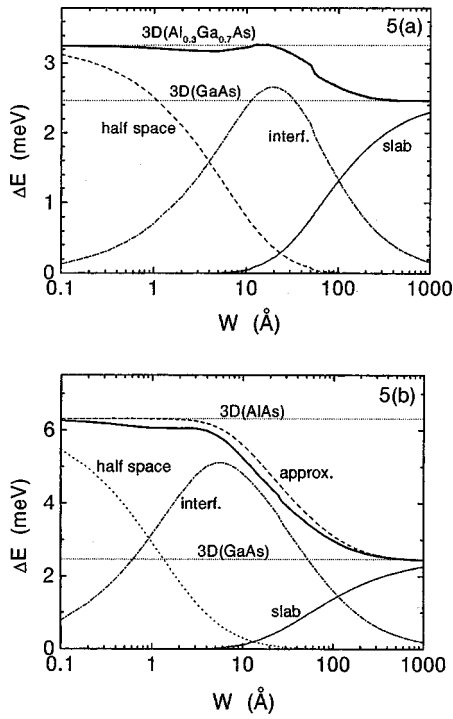 5(a)
3D(Al0.3Ga0.7As)
3
3D(GaAs)
half space
interf.
slab
2
1
0
ΔE (meV)
0.1 1 10 100 1000
W (Å)
5(b)
3D(AlAs)
6
half space
approx.
interf.
4
3D(GaAs)
2
slab
0
ΔE (meV)
0.1 1 10 100 1000
W (Å)